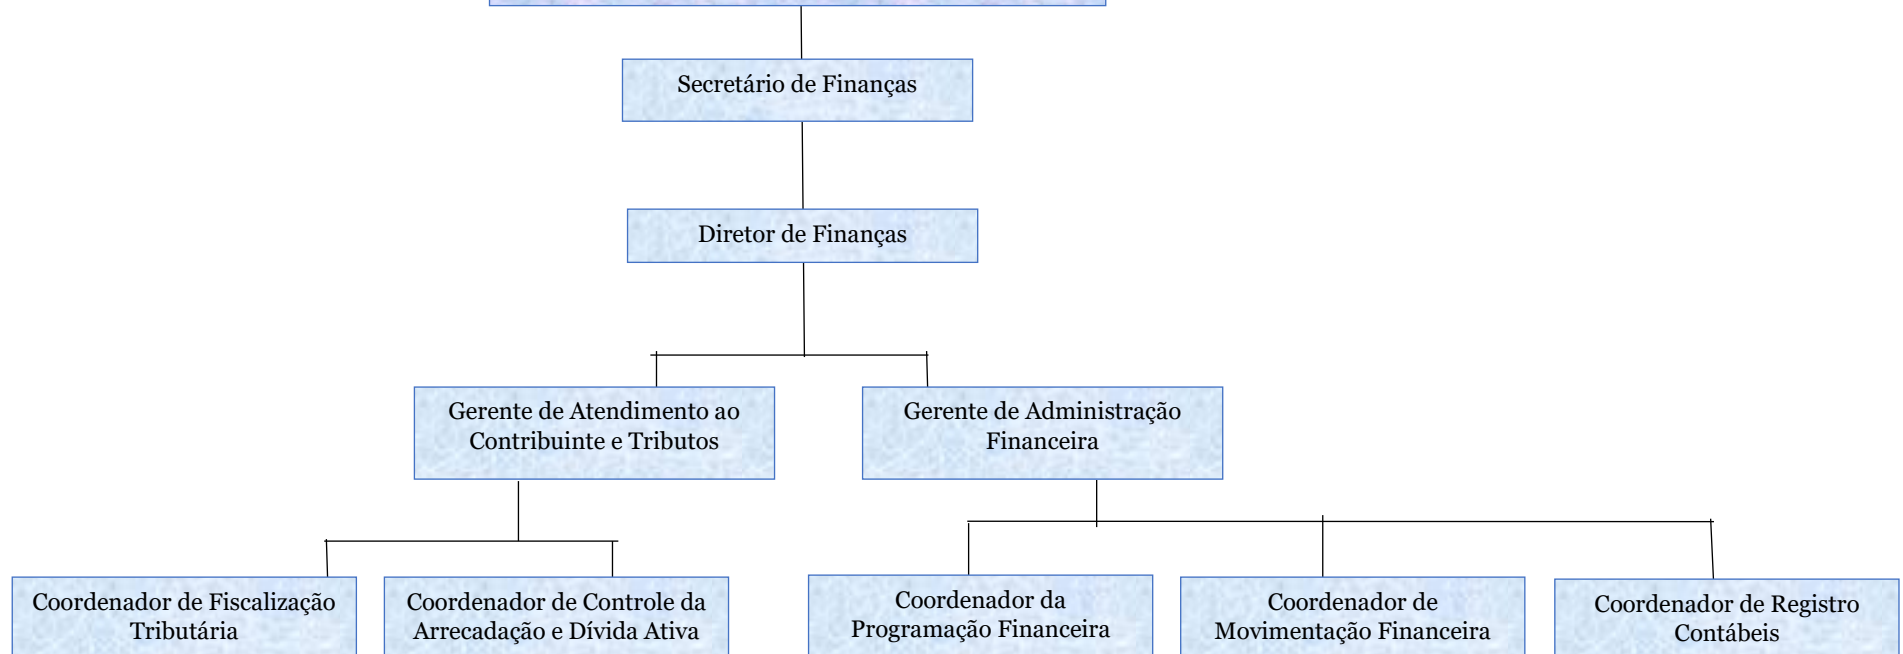 Secretário de Finanças
Diretor de Finanças
Gerente de Atendimento ao
Contribuinte e Tributos
Gerente de Administração
Financeira
Coordenador de Fiscalização
Tributária
Coordenador de Controle da
Arrecadação e Dívida Ativa
Coordenador da
Programação Financeira
Coordenador de
Movimentação Financeira
Coordenador de Registro
Contábeis